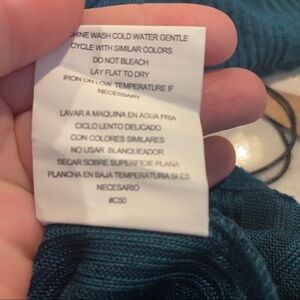 HINE WASH COLD WATER GENTLE
CYCLE WITH SIMILAR COLORS
DO NOT BLEACH
LAY FLAT TO DRY
IRON ON LOW TEMPERATURE IF
NECESSARY
LAVAR A MAQUINA EN AGUA FRIA
CICLO LENTO DELICADO
CON COLORES SIMILARES
NO USAR BLANQUEADOR
SECAR SOBRE SUPERFICIE PLANA
PLANCHA EN BAJA TEMPERATURA SI ES
NECESARIO
#C50